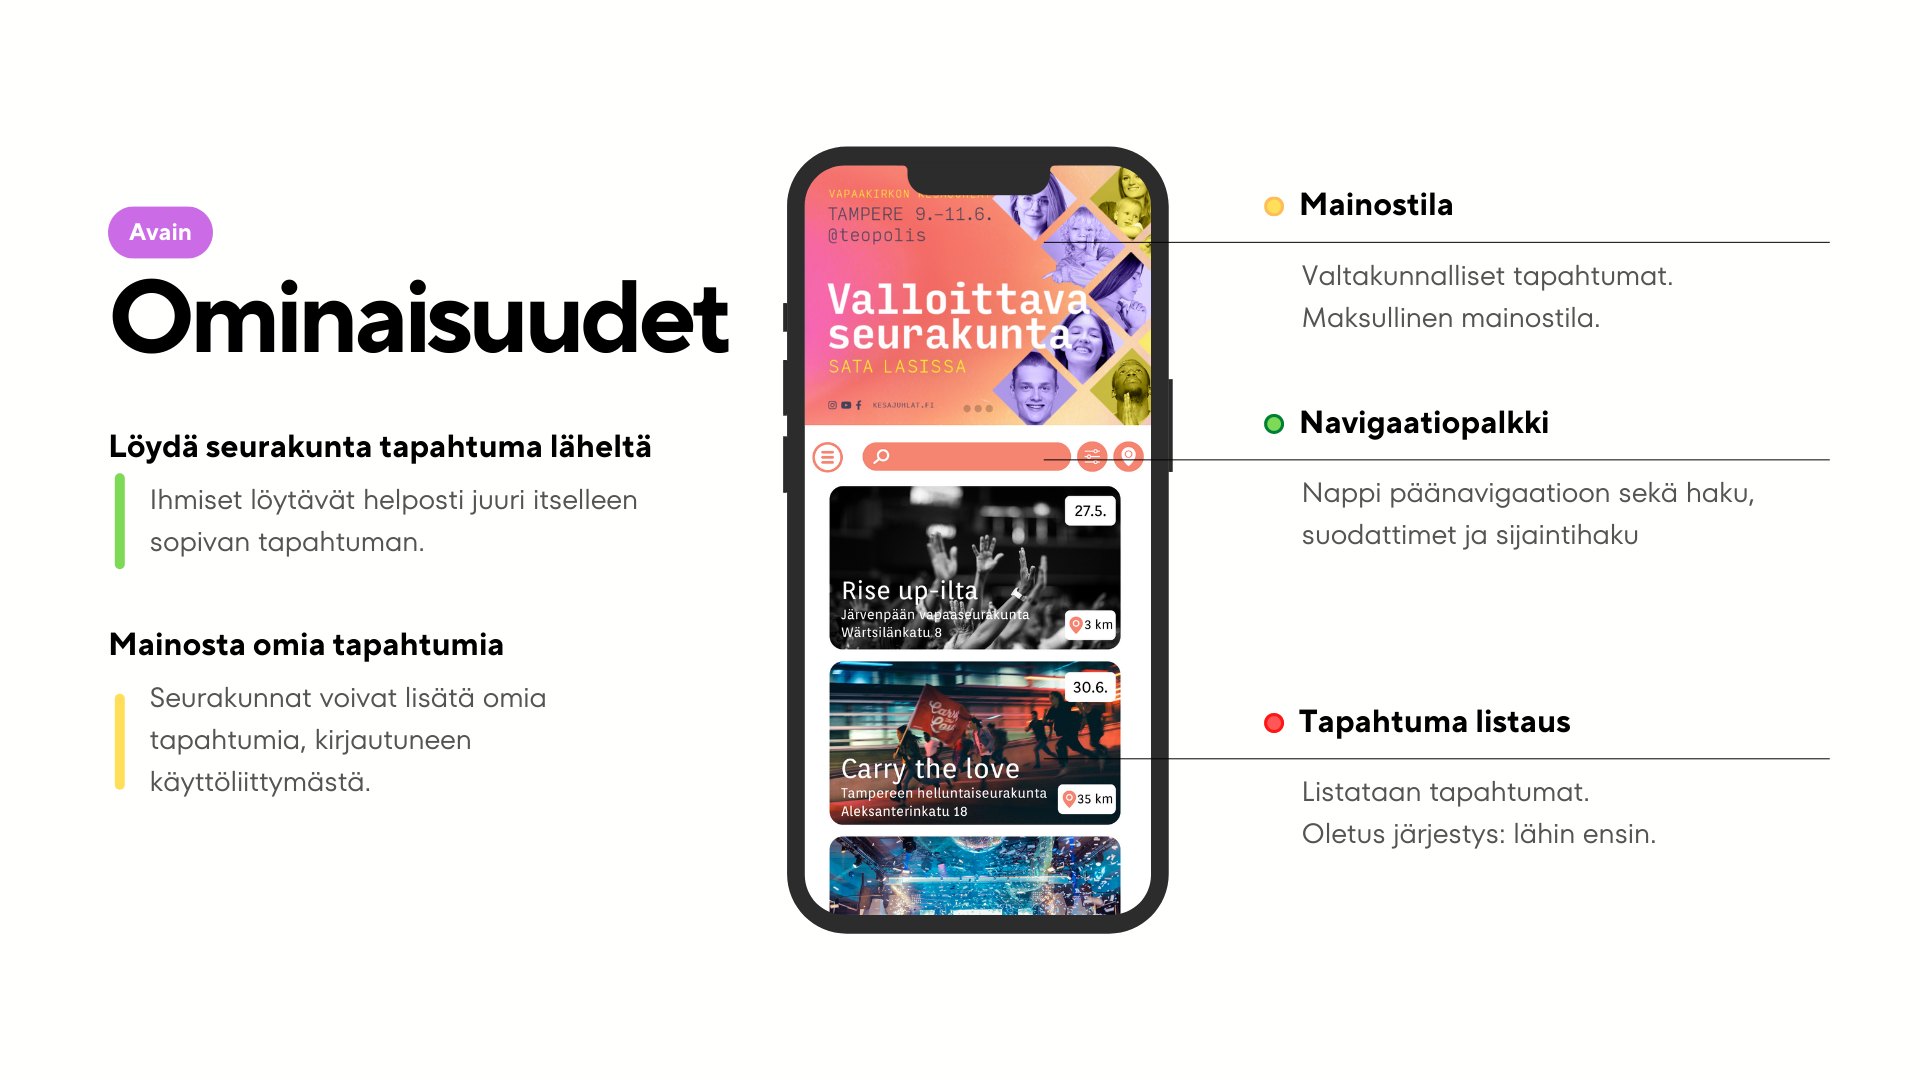 Avain
Ominaisuudet
Löydä seurakunta tapahtuma läheltä
Ihmiset löytävät helposti juuri itselleen
sopivan tapahtuman.
Mainosta omia tapahtumia
Seurakunnat voivat lisätä omia
tapahtumia, kirjautuneen
käyttöliittymästä.
VAPAAKIRKON
TAMPERE 9.–11.6.
@teopolis
Valloittava
seurakunta
SATA LASISSA
KESAJUHLAT.FI
27.5.
Rise up-ilta
Järvenpään vapaaseurakunta
Wärtsilänkatu 8
3 km
30.6.
Carry the love
Tampereen helluntaiseurakunta
Aleksanterinkatu 18
35 km
Mainostila
Valtakunnalliset tapahtumat.
Maksullinen mainostila.
Navigaatiopalkki
Nappi päänavigaatioon sekä haku,
suodattimet ja sijaintihaku
Tapahtuma listaus
Listataan tapahtumat.
Oletus järjestys: lähin ensin.